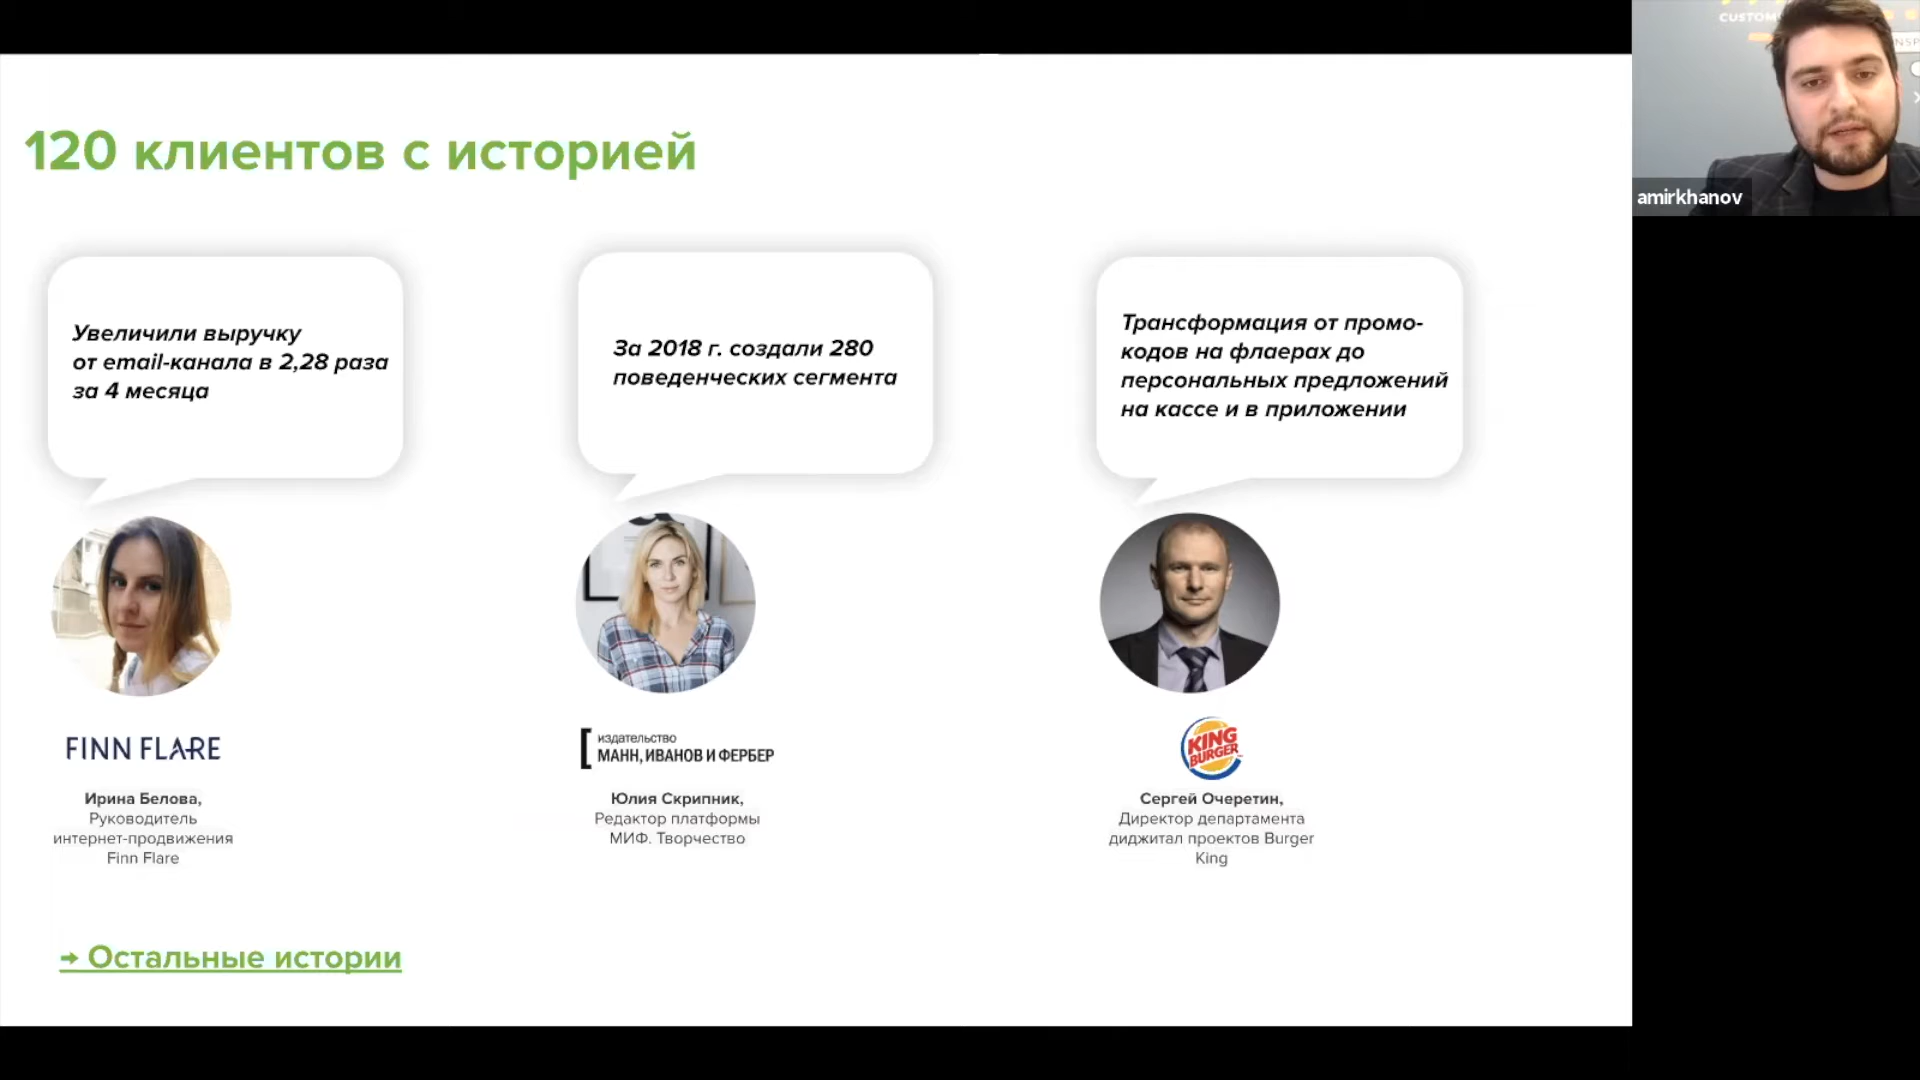 120 клиентов с историей
Увеличили выручку
от email-канала в 2,28 раза
за 4 месяца
За 2018 г. создали 280
поведенческих сегмента
Трансформация от промо-
кодов на флаерах до
персональных предложений
на кассе и в приложении
FINN FLARE
Ирина Белова,
Руководитель
интернет-продвижения
Finn Flare
издательство
МАНН, ИВАНОВ И ФЕРБЕР
Юлия Скрипник,
Редактор платформы
МИФ. Творчество
KING
BURGER
Сергей Очеретин,
Директор департамента
диджитал проектов Burger
King
→ Остальные истории
amirkhanov